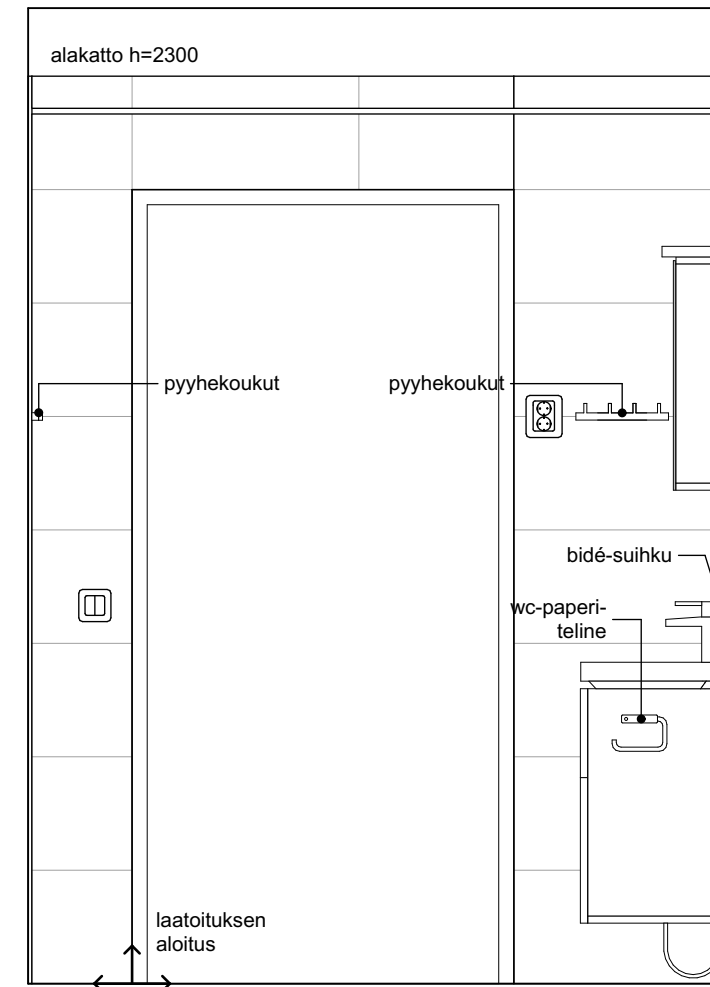 alakatto h=2300
pyyhekoukut
pyyhekoukut
bidé-suihku
wc-paperi-
teline
laatoituksen
aloitus